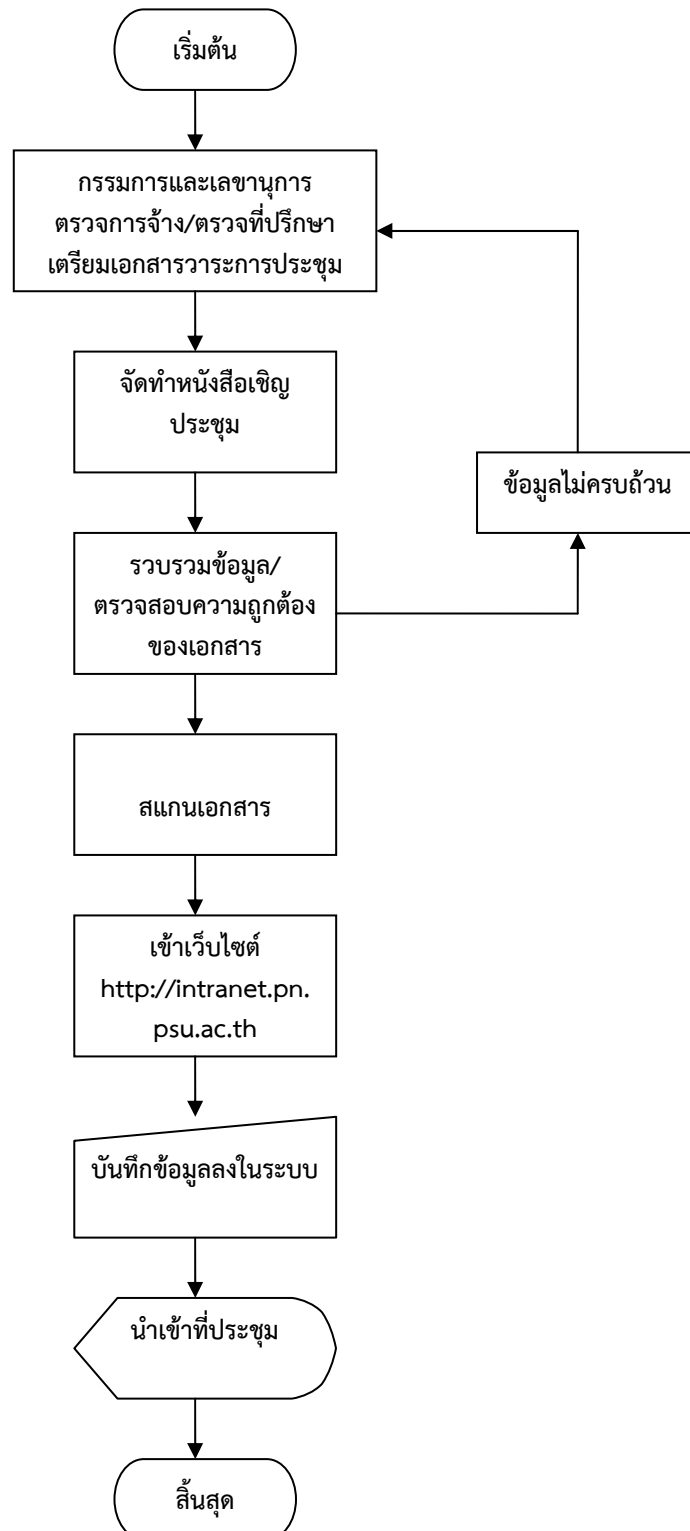 เริ่มต้น
กรรมการและเลขานุการ
ตรวจการจ้าง/ตรวจที่ปรึกษา
เตรียมเอกสารวาระการประชุม
จัดทำหนังสือเชิญ
ประชุม
ข้อมูลไม่ครบถ้วน
รวบรวมข้อมูล/
ตรวจสอบความถูกต้อง
ของเอกสาร
สแกนเอกสาร
เข้าเว็บไซต์
http://intranet.pn.
psu.ac.th
บันทึกข้อมูลลงในระบบ
นำเข้าที่ประชุม
สิ้นสุด